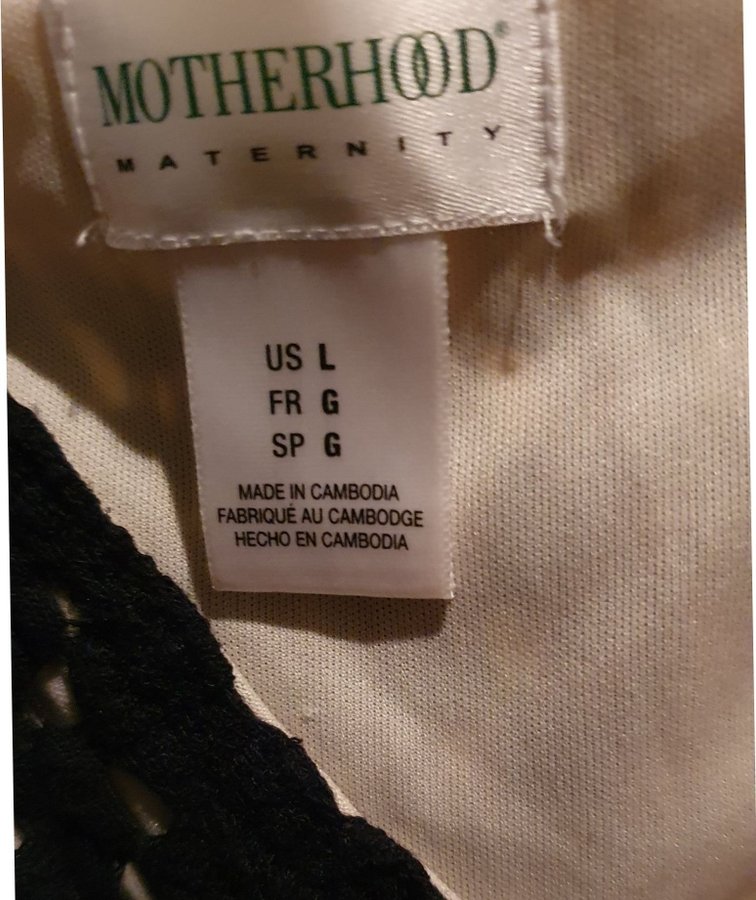 MOTHERHOOD®
MATERNITY
US L
FR G
SP G
MADE IN CAMBODIA
FABRIQUÉ AU CAMBODGE
HECHO EN CAMBODIA